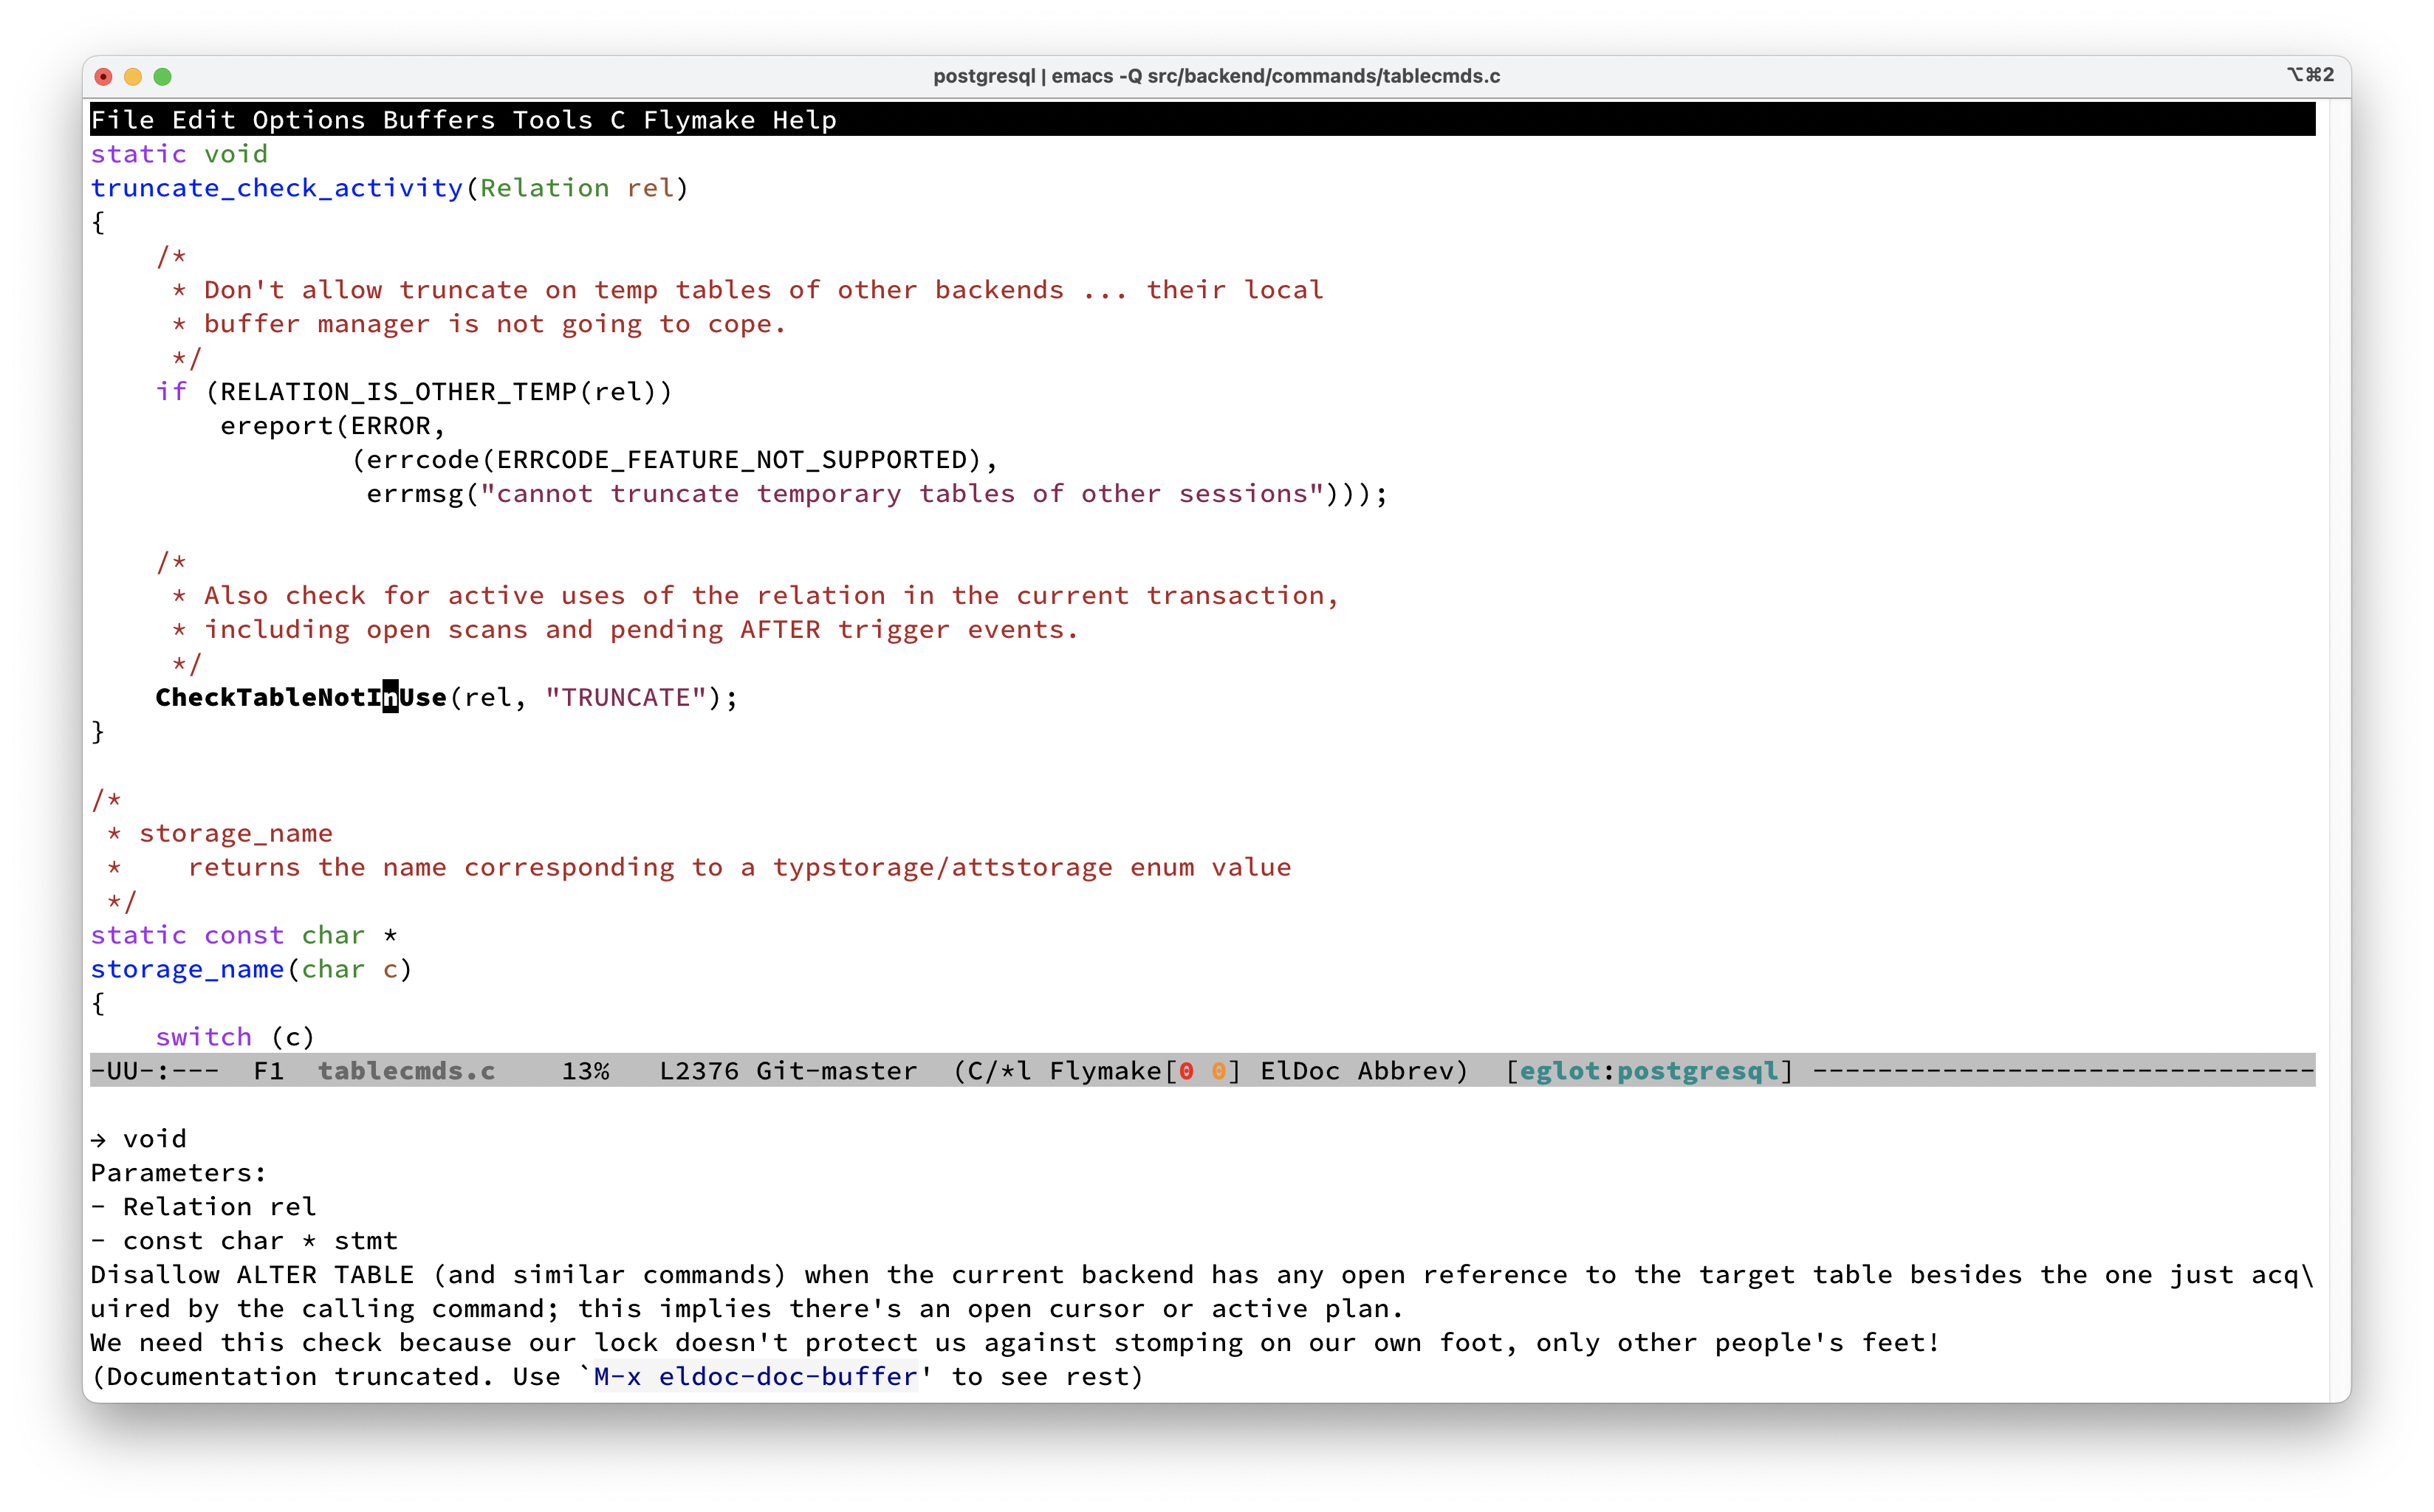 postgresql | emacs -Q src/backend/commands/tablecmds.c ⌥⌘2
File Edit Options Buffers Tools C Flymake Help
static void
truncate_check_activity(Relation rel)
{
    /*
     * Don't allow truncate on temp tables of other backends ... their local
     * buffer manager is not going to cope.
     */
    if (RELATION_IS_OTHER_TEMP(rel))
        ereport(ERROR,
                (errcode(ERRCODE_FEATURE_NOT_SUPPORTED),
                 errmsg("cannot truncate temporary tables of other sessions")));

    /*
     * Also check for active uses of the relation in the current transaction,
     * including open scans and pending AFTER trigger events.
     */
    CheckTableNotInUse(rel, "TRUNCATE");
}

/*
 * storage_name
 *    returns the name corresponding to a typstorage/attstorage enum value
 */
static const char *
storage_name(char c)
{
    switch (c)
-UU-:---  F1  tablecmds.c    13%   L2376 Git-master  (C/*l Flymake[0 0] ElDoc Abbrev)  [eglot:postgresql] -------------------------------
→ void
Parameters:
- Relation rel
- const char * stmt
Disallow ALTER TABLE (and similar commands) when the current backend has any open reference to the target table besides the one just acq\
uired by the calling command; this implies there's an open cursor or active plan.
We need this check because our lock doesn't protect us against stomping on our own foot, only other people's feet!
(Documentation truncated. Use `M-x eldoc-doc-buffer' to see rest)